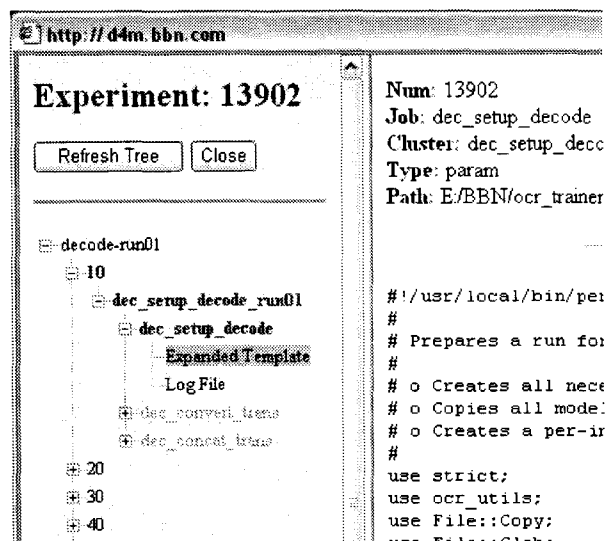 http://d4m.bbn.com
Experiment: 13902
Refresh Tree Close
decode-run01
10
dec_setup_decode_run01
dec_setup_decode
Expanded Template
Log File
dec_convert_trans
dec_concat_trans
20
30
40
Num: 13902
Job: dec_setup_decode
Cluster: dec_setup_deco
Type: param
Path: E:/BBN/ocr_trainer
#!/usr/local/bin/per
#
# Prepares a run for
#
# o Creates all nece
# o Copies all model
# o Creates a per-in
#
use strict;
use ocr_utils;
use File::Copy;
use File::Glob;